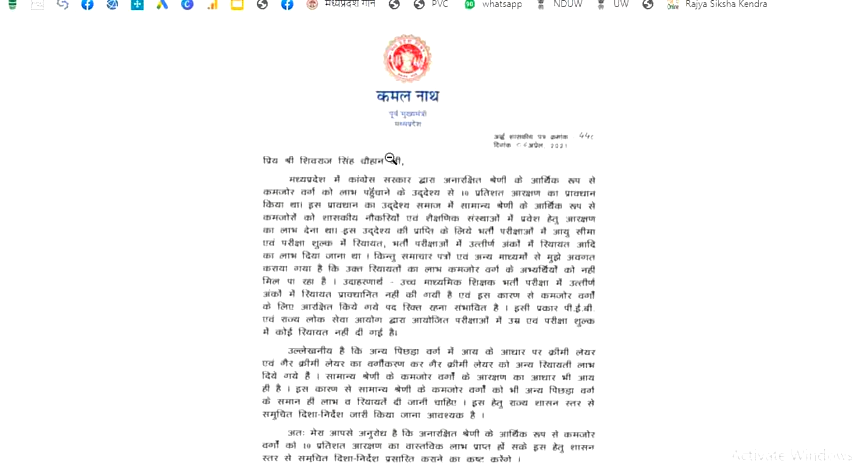 मध्यप्रदेश गान PVC whatsapp NDUW UW Rajya Siksha Kendra
कमल नाथ
पूर्व मुख्यमंत्री
मध्यप्रदेश
अर्द्ध शासकीय पत्र क्रमांक
दिनांक अप्रैल, 2021
प्रिय श्री शिवराज सिंह चौहान जी,
मध्यप्रदेश में कांग्रेस सरकार द्वारा अनारक्षित श्रेणी के आर्थिक रूप से
कमजोर वर्ग को लाभ पहुँचाने के उद्देश्य से 10 प्रतिशत आरक्षण का प्रावधान
किया था। इस प्रावधान का उद्देश्य समाज में सामान्य श्रेणी के आर्थिक रूप से
कमजोरों को शासकीय नौकरियों एवं शैक्षणिक संस्थाओं में प्रवेश हेतु आरक्षण
का लाभ देना था। इस उद्देश्य की प्राप्ति के लिये भर्ती परीक्षाओं में आयु सीमा
एवं परीक्षा शुल्क में रियायत, भर्ती परीक्षाओं में उत्तीर्ण अंकों में रियायत आदि
का लाभ दिया जाना था । किन्तु समाचार पत्रों एवं अन्य माध्यमों से मुझे अवगत
कराया गया है कि उक्त रियायतों का लाभ कमजोर वर्ग के अभ्यर्थियों को नहीं
मिल पा रहा है । उदाहरणार्थ - उच्च माध्यमिक शिक्षक भर्ती परीक्षा में उत्तीर्ण
अंकों में रियायत प्रावधानित नहीं की गयी है एवं इस कारण से कमजोर वर्गों
के लिए आरक्षित किये गये पद रिक्त रहना संभावित है । इसी प्रकार पी.ई.बी.
एवं राज्य लोक सेवा आयोग द्वारा आयोजित परीक्षाओं में उम्र एवं परीक्षा शुल्क
में कोई रियायत नहीं दी गई है।
उल्लेखनीय है कि अन्य पिछड़ा वर्ग में आय के आधार पर क्रीमी लेयर
एवं गैर क्रीमी लेयर का वर्गीकरण कर गैर क्रीमी लेयर को अन्य रियायती लाभ
दिये गये है । सामान्य श्रेणी के कमजोर वर्गों के आरक्षण का आधार भी आय
ही है । इस कारण से सामान्य श्रेणी के कमजोर वर्गों को भी अन्य पिछड़ा वर्ग
के समान ही लाभ व रियायतें दी जानी चाहिए । इस हेतु राज्य शासन स्तर से
समुचित दिशा-निर्देश जारी किया जाना आवश्यक है ।
अतः मेरा आपसे अनुरोध है कि अनारक्षित श्रेणी के आर्थिक रूप से कमजोर
वर्गों को 10 प्रतिशत आरक्षण का वास्तविक लाभ प्राप्त हो सके इस हेतु शासन
स्तर से समुचित दिशा-निर्देश प्रसारित कराने का कष्ट करेंगे ।
Activate Windows